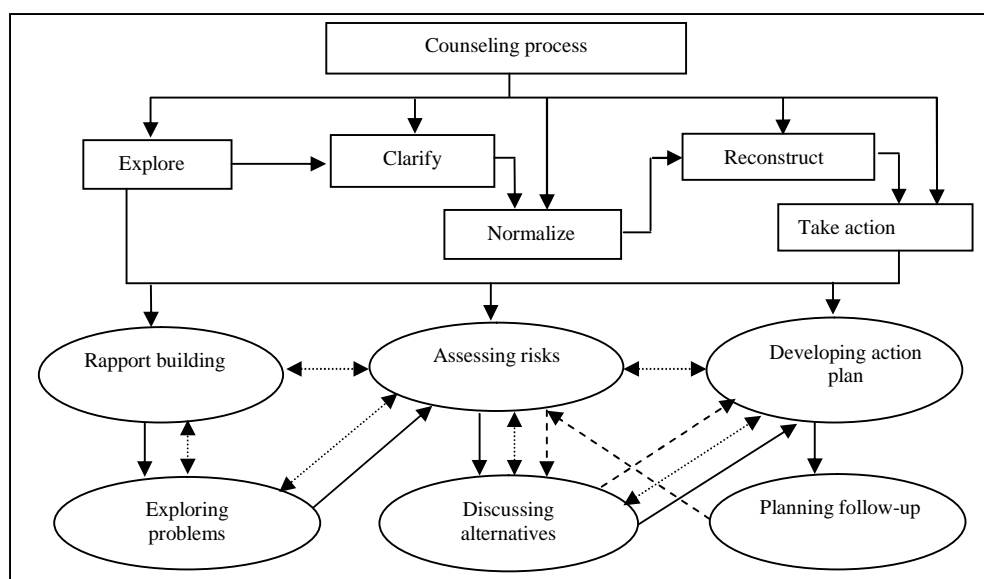 Counseling process
Explore
Clarify
Reconstruct
Normalize
Take action
Rapport building
Assessing risks
Developing action
plan
Exploring
problems
Discussing
alternatives
Planning follow-up